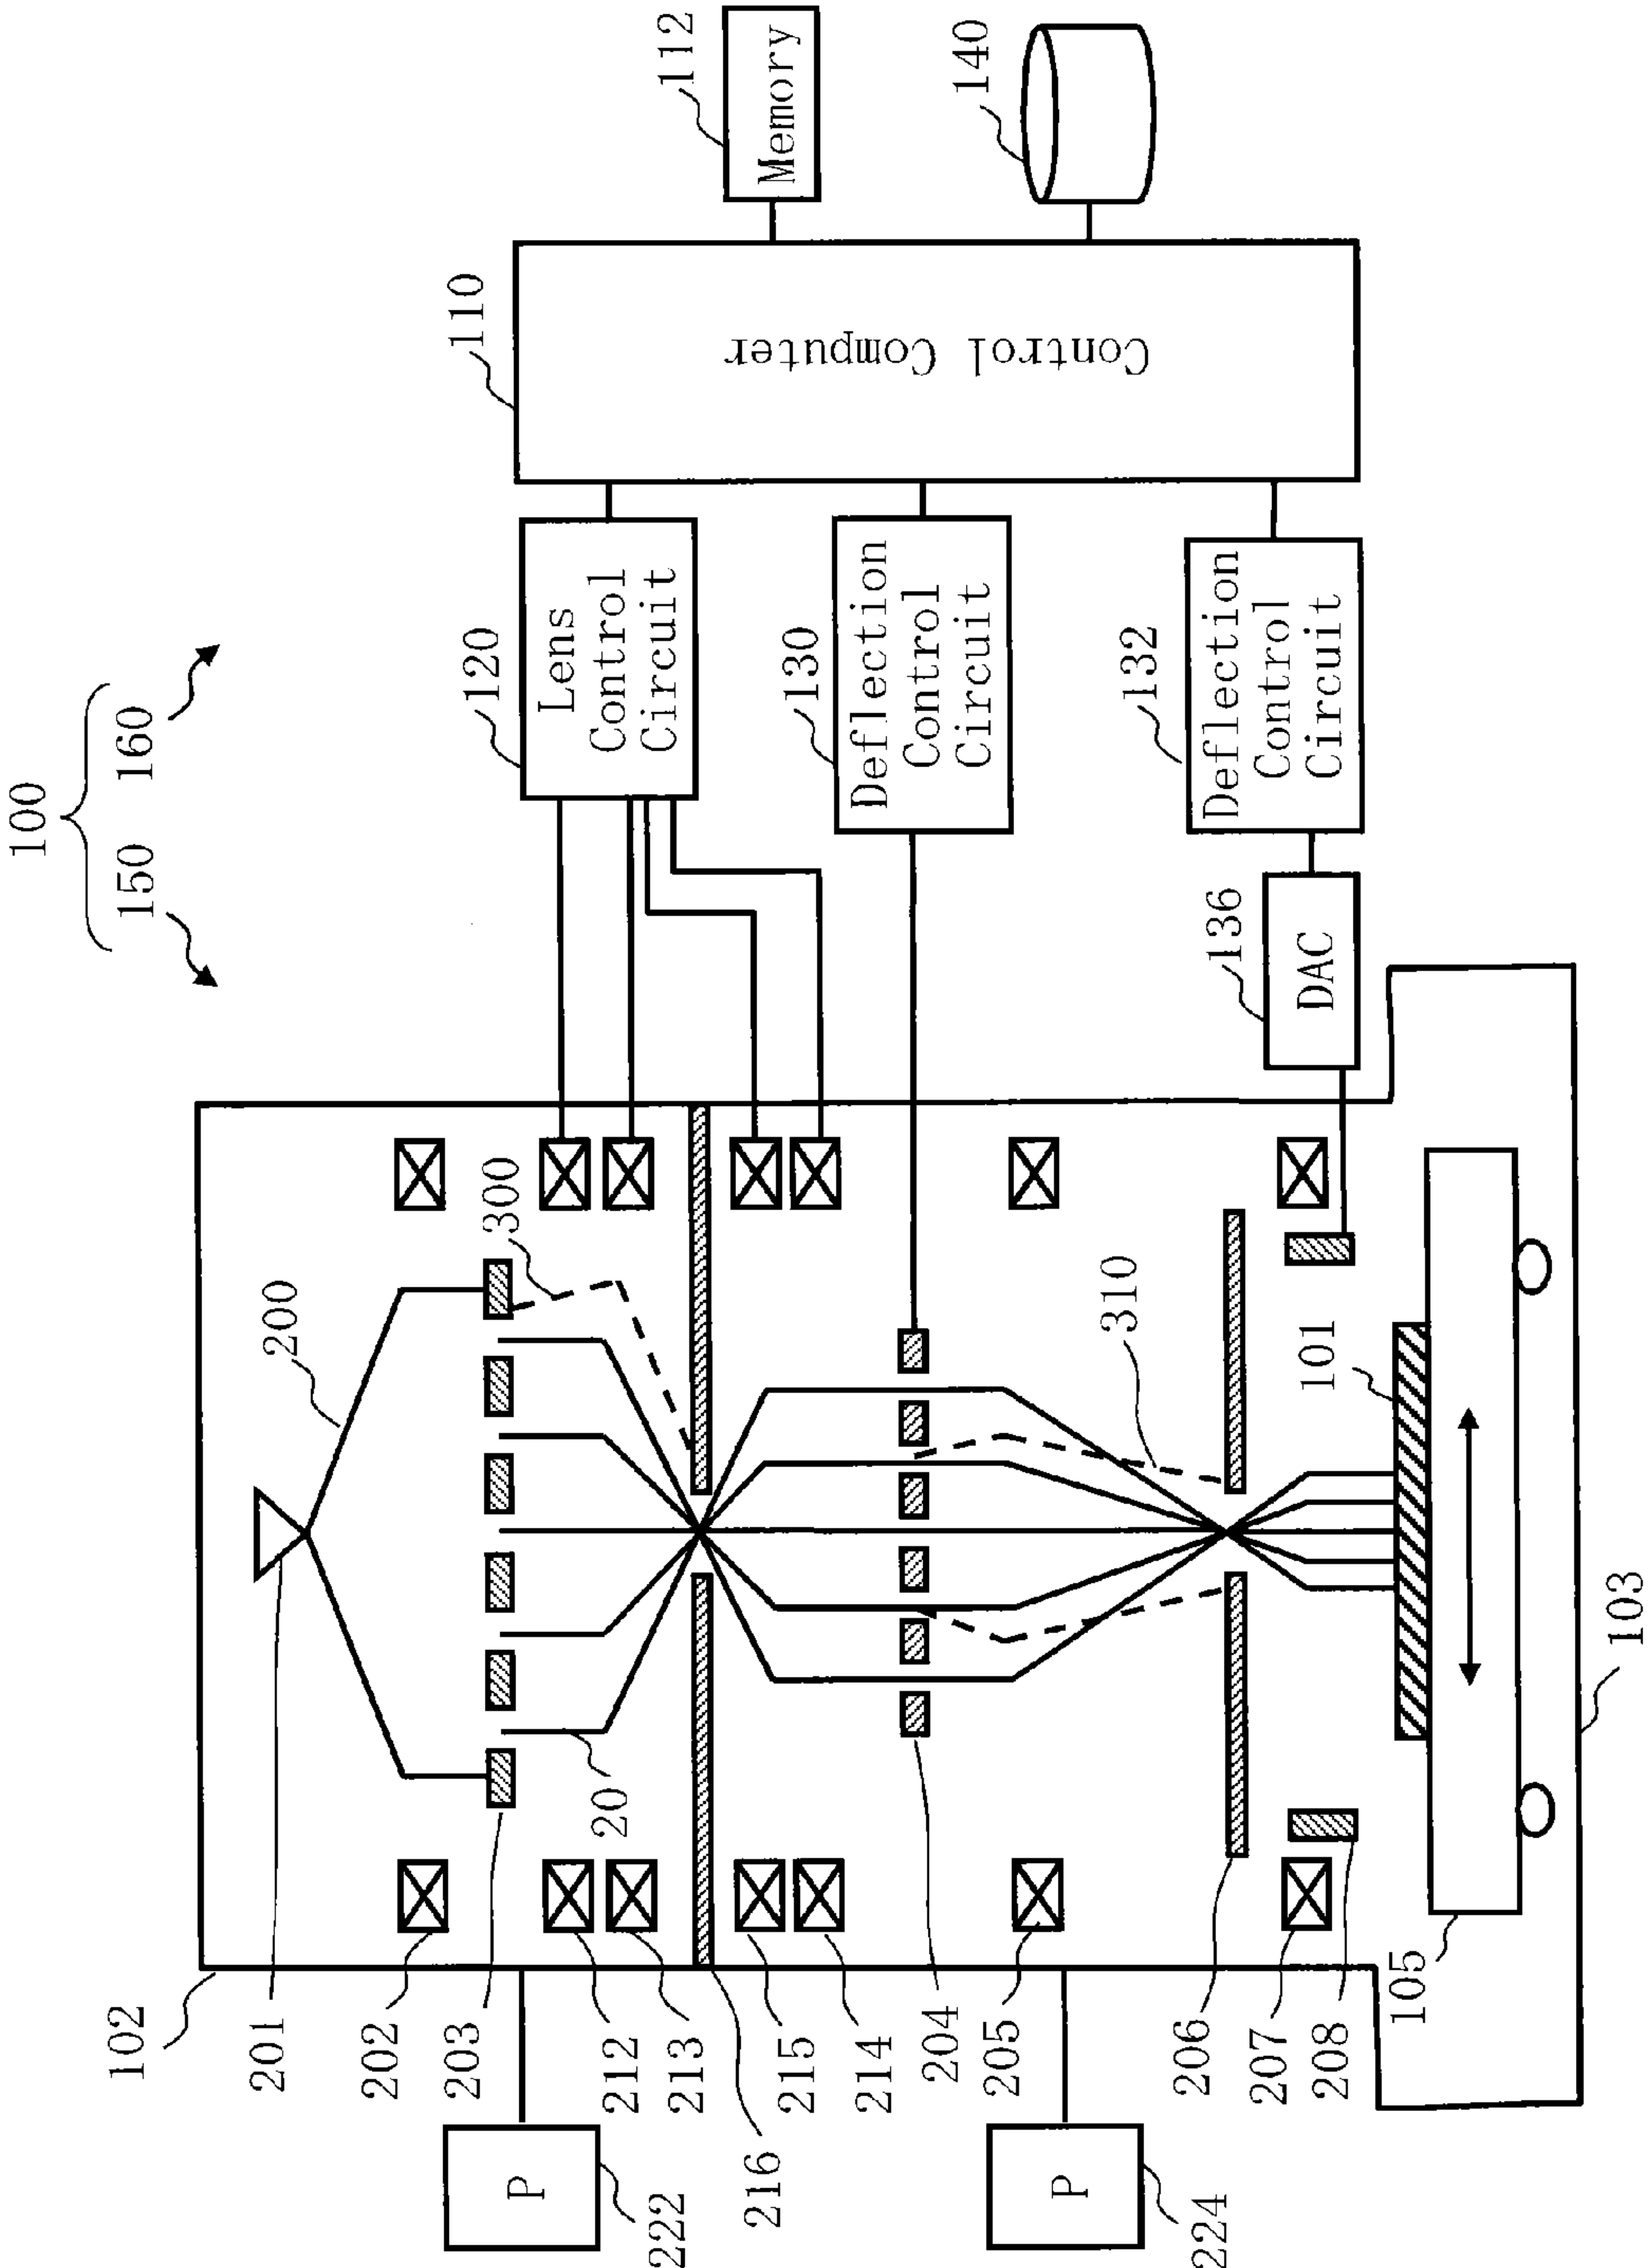 100
150 160
102
201
202
203
212
213
215
214
204
205
206
207
208
105
103
P
222
216
P
224
200
300
20
310
101
120
Lens
Control
Circuit
130
Deflection
Control
Circuit
132
Deflection
Control
Circuit
136
DAC
110
Control Computer
112
Memory
140